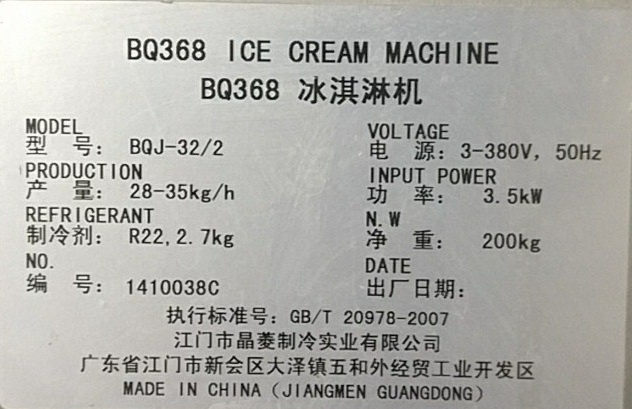 BQ368 ICE CREAM MACHINE
BQ368 冰淇淋机
MODEL
型 号: BQJ-32/2
VOLTAGE
电 源: 3-380V, 50Hz
PRODUCTION
产 量: 28-35kg/h
INPUT POWER
功 率: 3.5kW
REFRIGERANT
制冷剂: R22,2.7kg
N.W
净 重: 200kg
NO.
编 号: 1410038C
DATE
出厂日期:
执行标准号: GB/T 20978-2007
江门市晶菱制冷实业有限公司
广东省江门市新会区大泽镇五和外经贸工业开发区
MADE IN CHINA (JIANGMEN GUANGDONG)